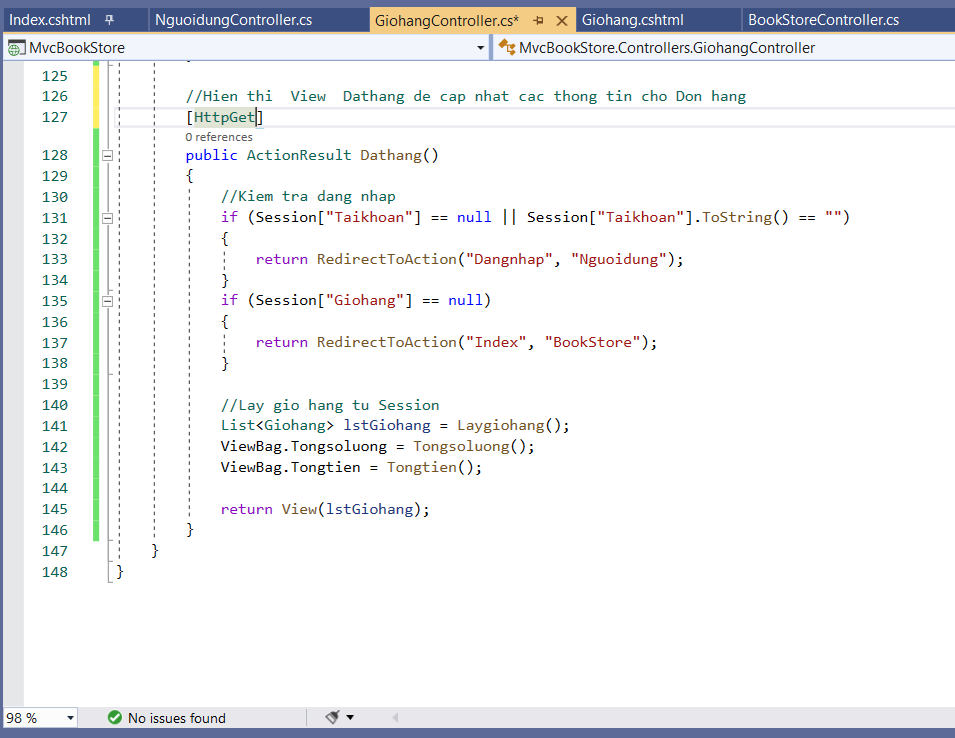 Index.cshtml NguoidungController.cs GiohangController.cs* Giohang.cshtml BookStoreController.cs
MvcBookStore MvcBookStore.Controllers.GiohangController
125
126 //Hien thi  View  Dathang de cap nhat cac thong tin cho Don hang
127 [HttpGet]
0 references
128 public ActionResult Dathang()
129 {
130 //Kiem tra dang nhap
131 if (Session["Taikhoan"] == null || Session["Taikhoan"].ToString() == "")
132 {
133 return RedirectToAction("Dangnhap", "Nguoidung");
134 }
135 if (Session["Giohang"] == null)
136 {
137 return RedirectToAction("Index", "BookStore");
138 }
139
140 //Lay gio hang tu Session
141 List<Giohang> lstGiohang = Laygiohang();
142 ViewBag.Tongsoluong = Tongsoluong();
143 ViewBag.Tongtien = Tongtien();
144
145 return View(lstGiohang);
146 }
147 }
148 }
98 % No issues found